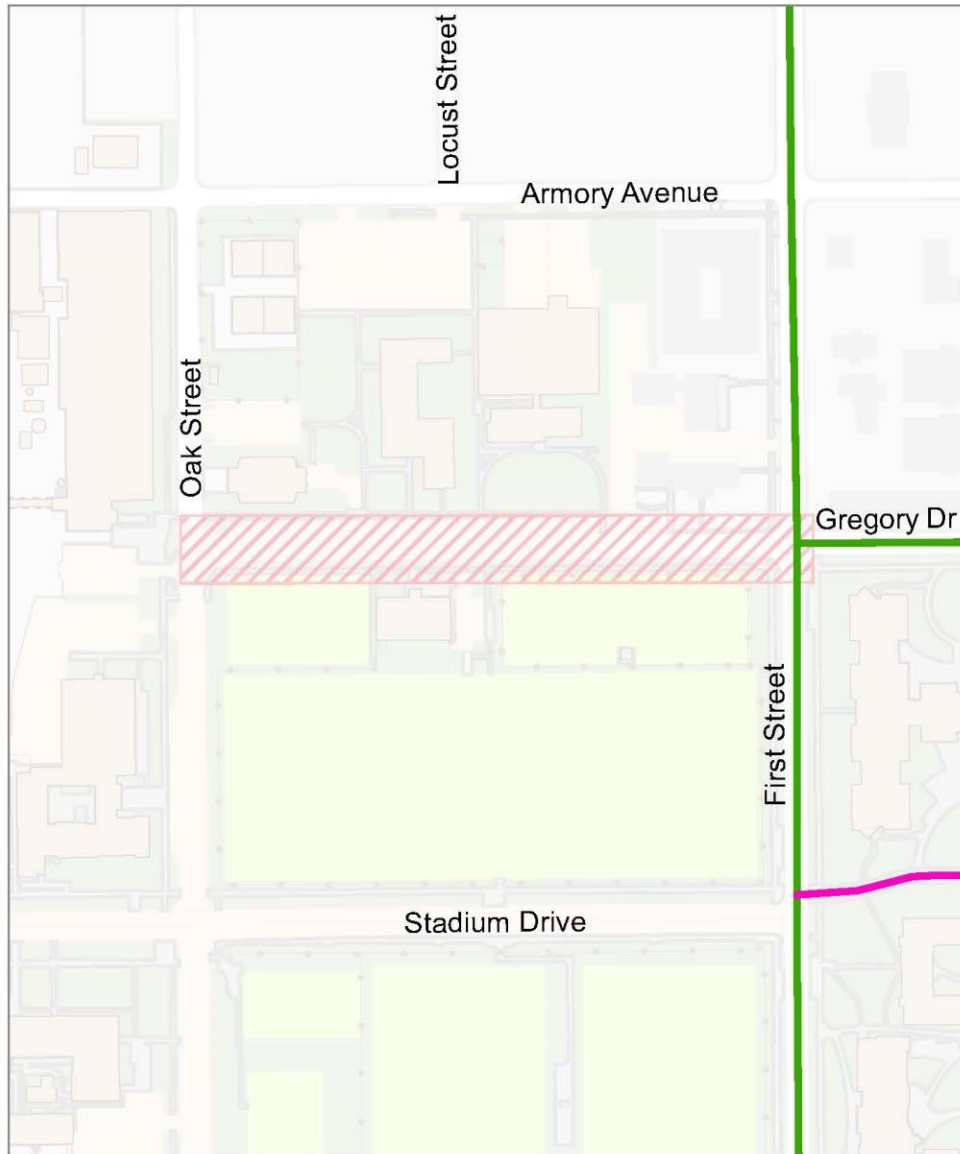 Locust Street
Armory Avenue
Oak Street
Gregory Dr
First Street
Stadium Drive